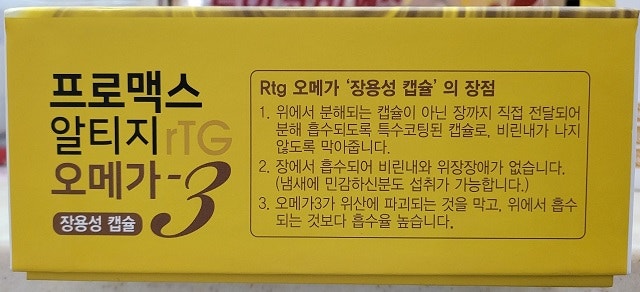 프로맥스
알티지rTG
오메가-3
장용성 캡슐
Rtg 오메가 '장용성 캡슐' 의 장점
1. 위에서 분해되는 캡슐이 아닌 장까지 직접 전달되어
분해 흡수되도록 특수코팅된 캡슐로, 비린내가 나지
않도록 막아줍니다.
2. 장에서 흡수되어 비린내와 위장장애가 없습니다.
(냄새에 민감하신분도 섭취가 가능합니다.)
3. 오메가3가 위산에 파괴되는 것을 막고, 위에서 흡수
되는 것보다 흡수율 높습니다.